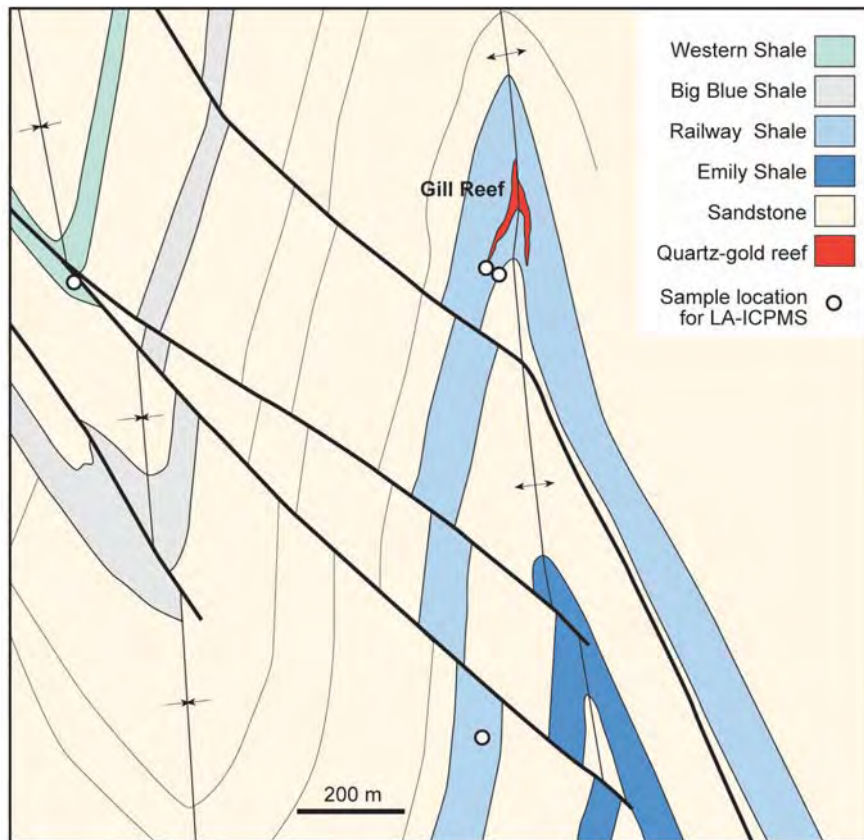 Western Shale
Big Blue Shale
Railway Shale
Emily Shale
Sandstone
Quartz-gold reef
Sample location
for LA-ICPMS
Gill Reef
200 m